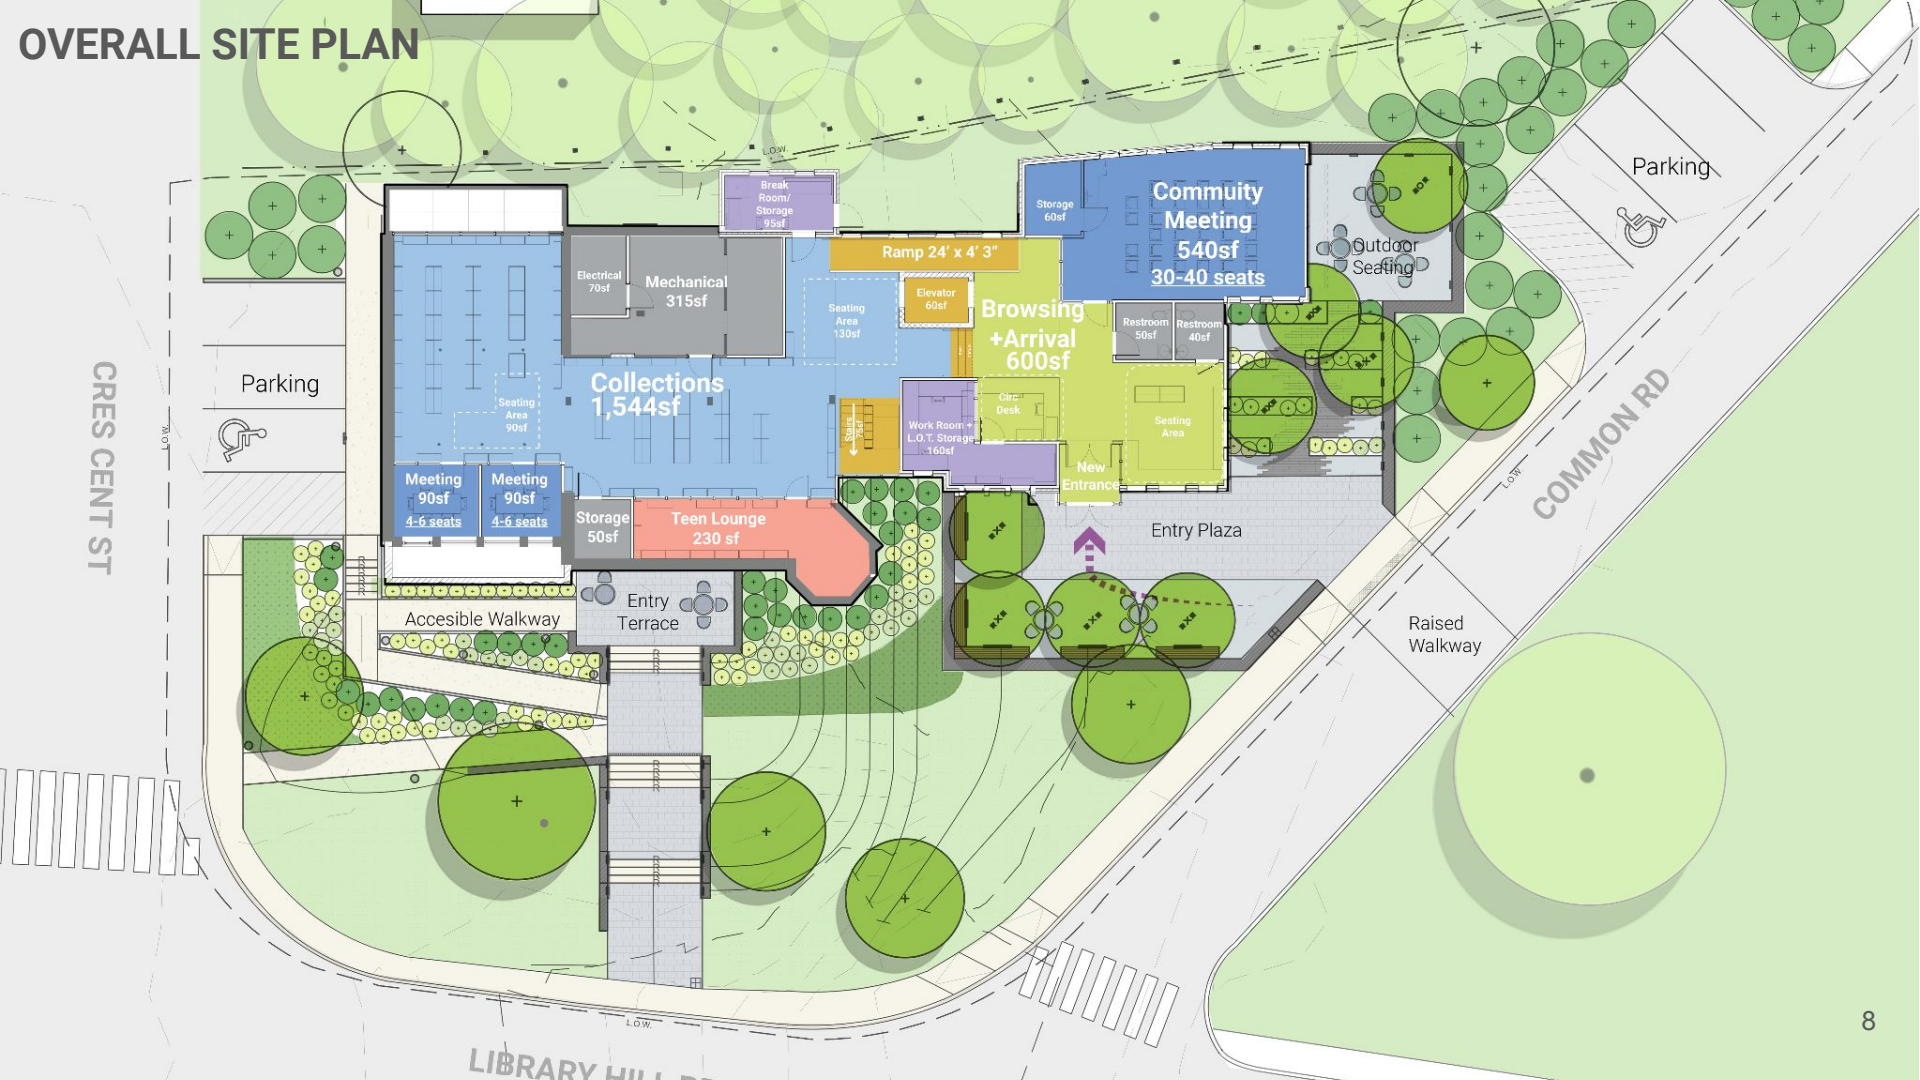 OVERALL SITE PLAN
L.O.W.
Parking
Break
Room/
Storage
95sf
Storage
60sf
Commuity
Meeting
540sf
30-40 seats
Outdoor
Seating
Ramp 24' x 4' 3"
Electrical
70sf
Mechanical
315sf
Elevator
60sf
Seating
Area
130sf
Browsing
+Arrival
600sf
Restroom
50sf
Restroom
40sf
Parking
CRESCENT ST
L.O.W
Collections
1,544sf
Seating
Area
90sf
Circ
Desk
Stairs
75sf
Work Room +
L.O.T. Storage
160sf
Seating
Area
New
Entrance
COMMON RD
L.O.W
Meeting
90sf
4-6 seats
Meeting
90sf
4-6 seats
Storage
50sf
Teen Lounge
230 sf
Entry Plaza
Entry
Terrace
Accesible Walkway
Raised
Walkway
L.O.W.
LIBRARY HILL
8